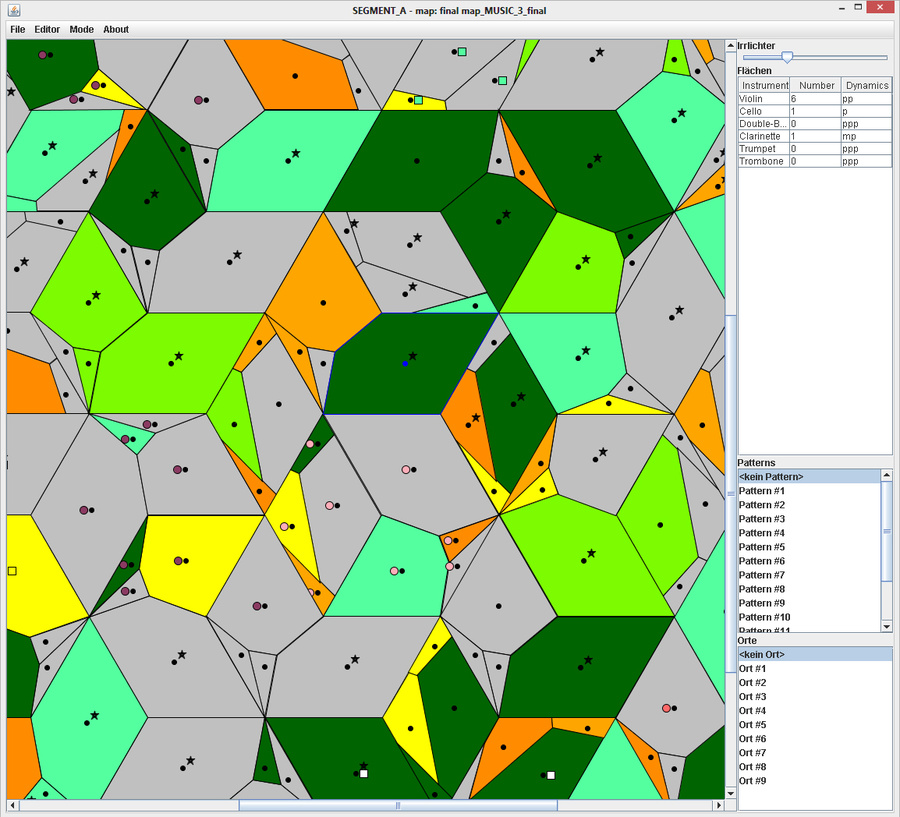 SEGMENT_A - map: final map_MUSIC_3_final
File Editor Mode About
Irrlichter
Flächen
Instrument Number Dynamics
Violin 6 pp
Cello 1 p
Double-B... 0 ppp
Clarinette 1 mp
Trumpet 0 ppp
Trombone 0 ppp
Patterns
<kein Pattern>
Pattern #1
Pattern #2
Pattern #3
Pattern #4
Pattern #5
Pattern #6
Pattern #7
Pattern #8
Pattern #9
Pattern #10
Pattern #11
Orte
<kein Ort>
Ort #1
Ort #2
Ort #3
Ort #4
Ort #5
Ort #6
Ort #7
Ort #8
Ort #9